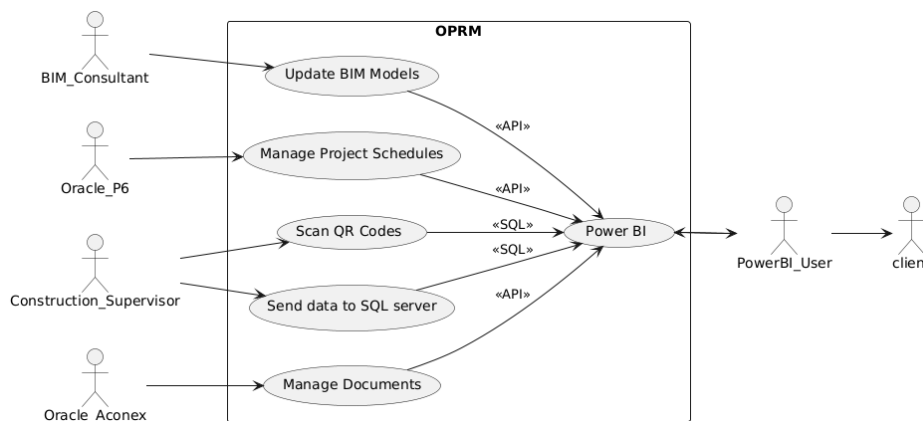 OPRM
BIM_Consultant
Update BIM Models
«API»
Oracle_P6
Manage Project Schedules
«API»
Scan QR Codes
«SQL»
Power BI
Construction_Supervisor
Send data to SQL server
«SQL»
PowerBI_User
client
Oracle_Aconex
Manage Documents
«API»